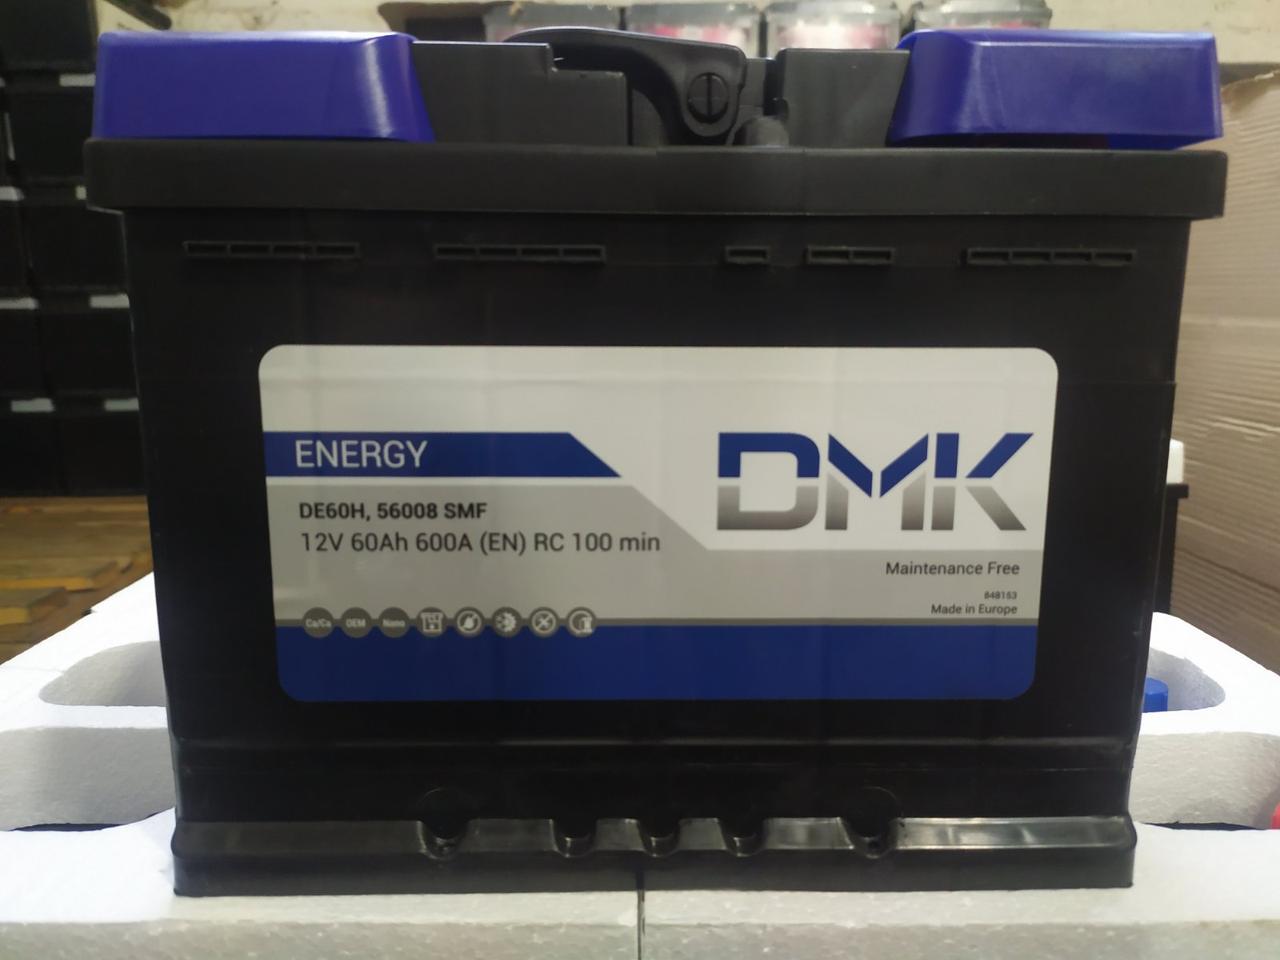 ENERGY
DMK
DE60H, 56008 SMF
12V 60Ah 600A (EN) RC 100 min
Maintenance Free
848153
Made in Europe
Ca/Ca OEM Nano